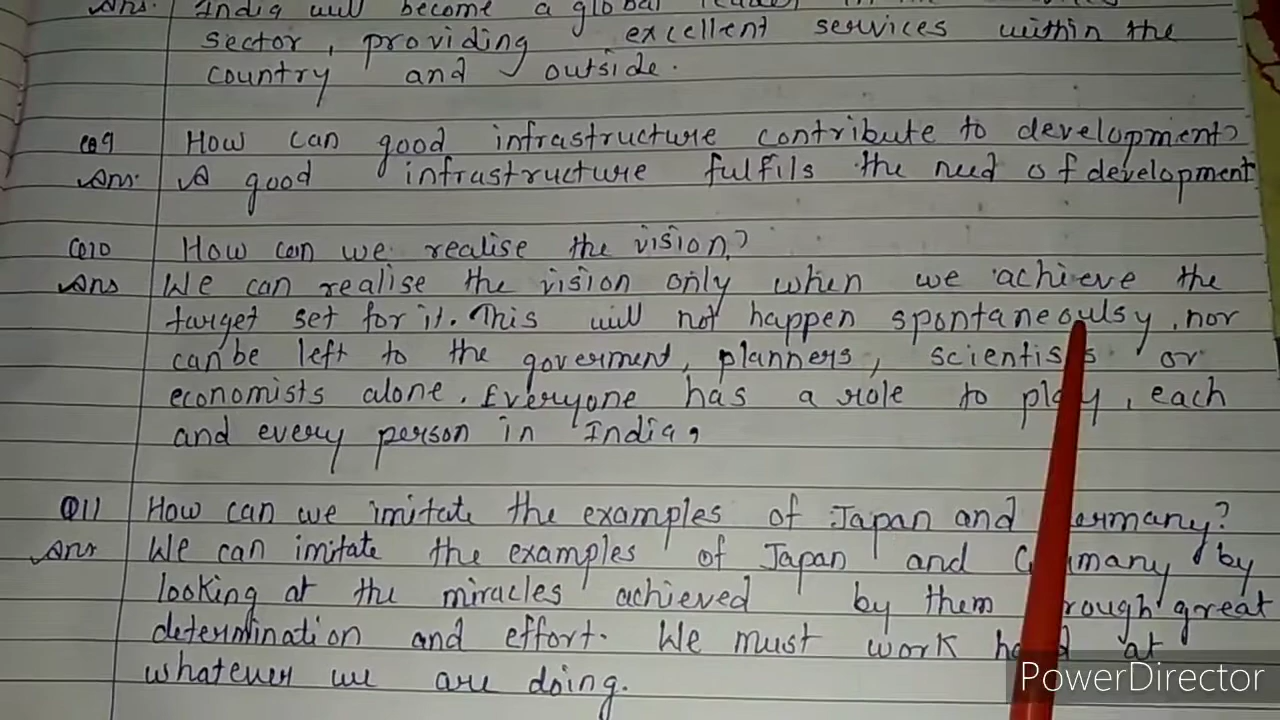 Ans. India will become a global
sector, providing excellent services within the
country and outside.
Q9 How can good infrastructure contribute to development?
Ans. A good infrastructure fulfils the need of development
Q10 How can we realise the vision?
Ans We can realise the vision only when we achieve the
target set for it. This will not happen spontaneoulsy, nor
can be left to the goverment, planners, scientists or
economists alone. Everyone has a role to play, each
and every person in India,
Q11 How can we imitate the examples of Japan and Germany?
Ans We can imitate the examples of Japan and Germany by
looking at the miracles achieved by them through great
determination and effort. We must work hard at
whatever we are doing.
PowerDirector